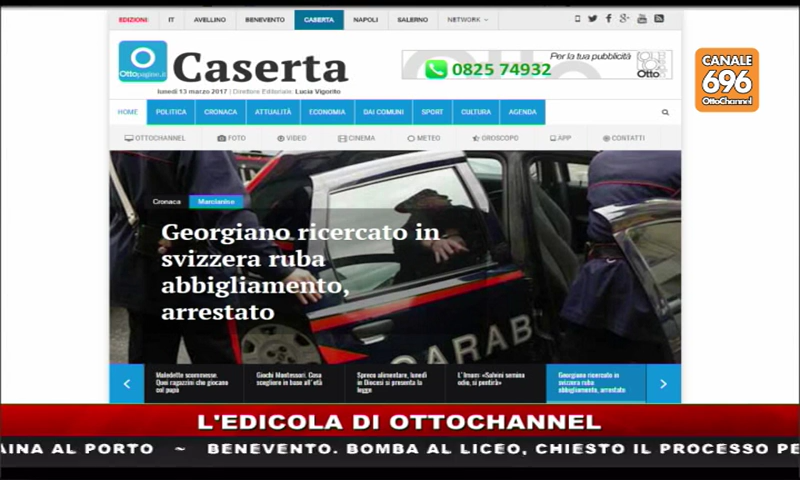 EDIZIONI: IT AVELLINO BENEVENTO CASERTA NAPOLI SALERNO NETWORK
Otto
Ottopagine.it
Caserta
lunedì 13 marzo 2017 | Direttore Editoriale: Lucia Vigorito
Per la tua pubblicità
0825 74932
Otto
CANALE
696
OttoChannel
HOME POLITICA CRONACA ATTUALITÀ ECONOMIA DAI COMUNI SPORT CULTURA AGENDA
OTTOCHANNEL FOTO VIDEO CINEMA METEO OROSCOPO APP CONTATTI
Cronaca Marcianise
Georgiano ricercato in
svizzera ruba
abbigliamento,
arrestato
CARAB
Maledette scommesse.
Quei ragazzini che giocano
col papà
Giochi Montessori. Cosa
scegliere in base all'età
Spreco alimentare, lunedì
in Diocesi si presenta la
legge
L'Imam: «Salvini semina
odio, si pentirà»
Georgiano ricercato in
svizzera ruba
abbigliamento, arrestato
L'EDICOLA DI OTTOCHANNEL
AINA AL PORTO ~ BENEVENTO. BOMBA AL LICEO, CHIESTO IL PROCESSO PE